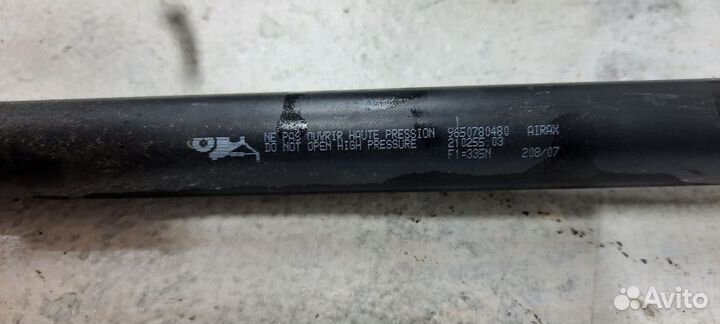 NE PAS OUVRIR HAUTE PRESSION 9650780480 AIRAX
DO NOT OPEN HIGH PRESSURE 210255.03
F1=335N 208/07
Avito